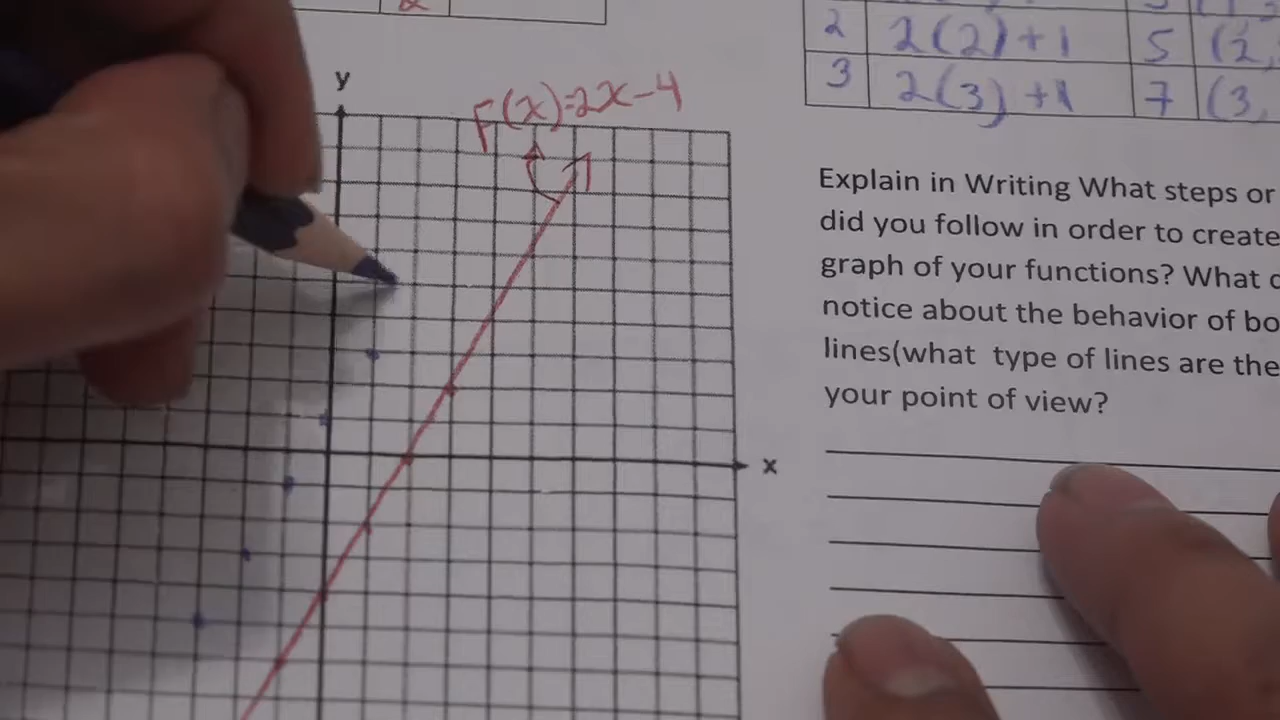 2 2(2)+1 5 (2,
3 2(3)+1 7 (3,
y
F(x)=2x-4
x
Explain in Writing What steps or
did you follow in order to create
graph of your functions? What
notice about the behavior of bo
lines(what type of lines are the
your point of view?